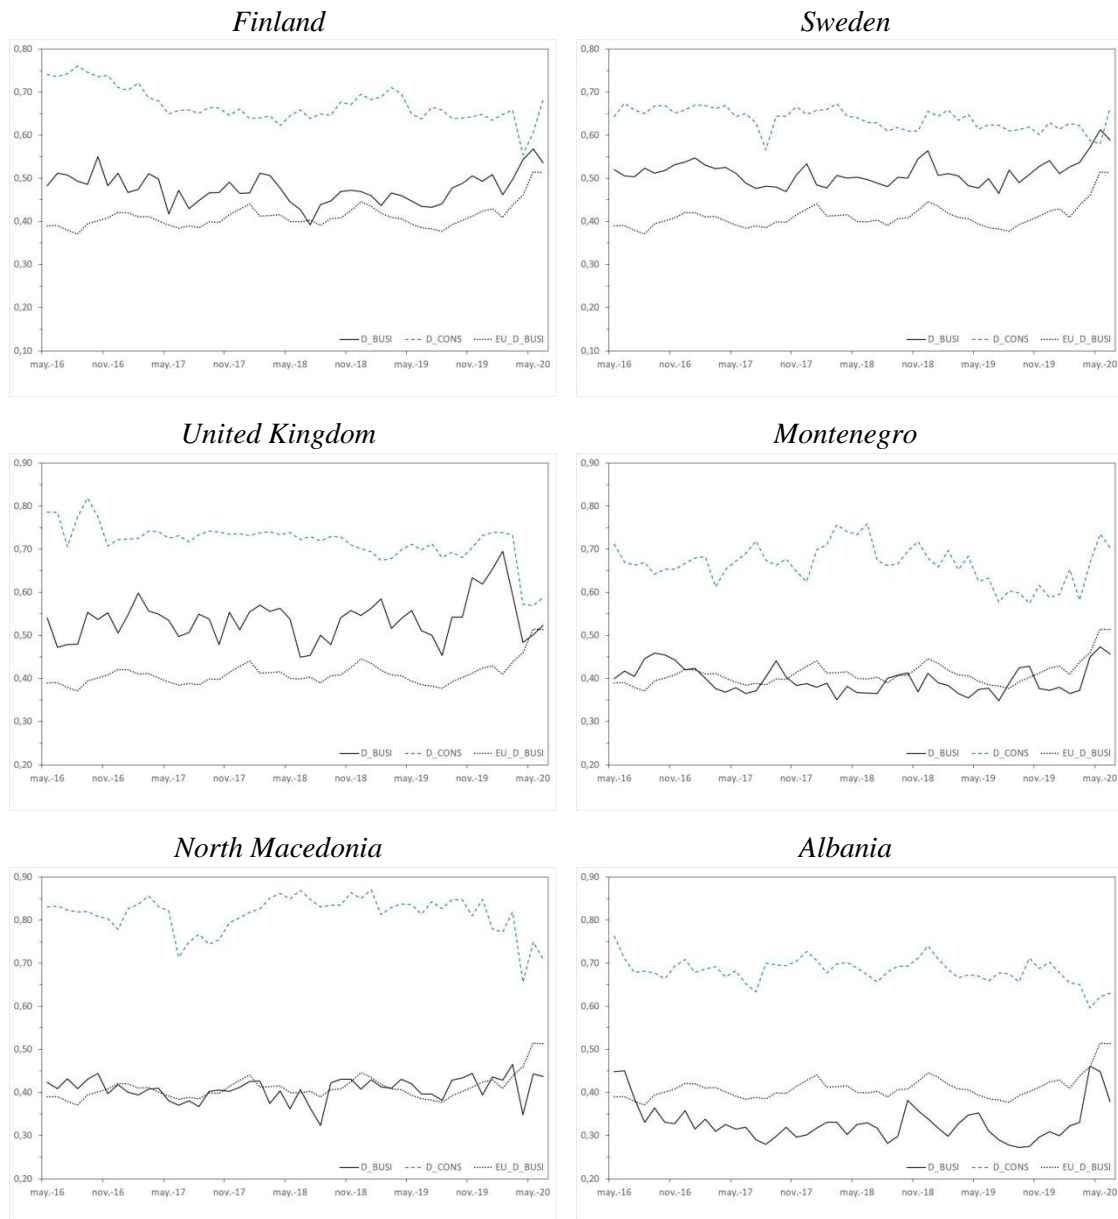 Finland
Sweden
0,80
0,70
0,60
0,50
0,40
0,30
0,20
0,10
D_BUSI D_CONS EU_D_BUSI
may.-16 nov.-16 may.-17 nov.-17 may.-18 nov.-18 may.-19 nov.-19 may.-20
0,80
0,70
0,60
0,50
0,40
0,30
0,20
0,10
D_BUSI D_CONS EU_D_BUSI
may.-16 nov.-16 may.-17 nov.-17 may.-18 nov.-18 may.-19 nov.-19 may.-20
United Kingdom
Montenegro
0,90
0,80
0,70
0,60
0,50
0,40
0,30
0,20
D_BUSI D_CONS EU_D_BUSI
may.-16 nov.-16 may.-17 nov.-17 may.-18 nov.-18 may.-19 nov.-19 may.-20
0,90
0,80
0,70
0,60
0,50
0,40
0,30
0,20
D_BUSI D_CONS EU_D_BUSI
may.-16 nov.-16 may.-17 nov.-17 may.-18 nov.-18 may.-19 nov.-19 may.-20
North Macedonia
Albania
0,90
0,80
0,70
0,60
0,50
0,40
0,30
0,20
D_BUSI D_CONS EU_D_BUSI
may.-16 nov.-16 may.-17 nov.-17 may.-18 nov.-18 may.-19 nov.-19 may.-20
0,90
0,80
0,70
0,60
0,50
0,40
0,30
0,20
D_BUSI D_CONS EU_D_BUSI
may.-16 nov.-16 may.-17 nov.-17 may.-18 nov.-18 may.-19 nov.-19 may.-20